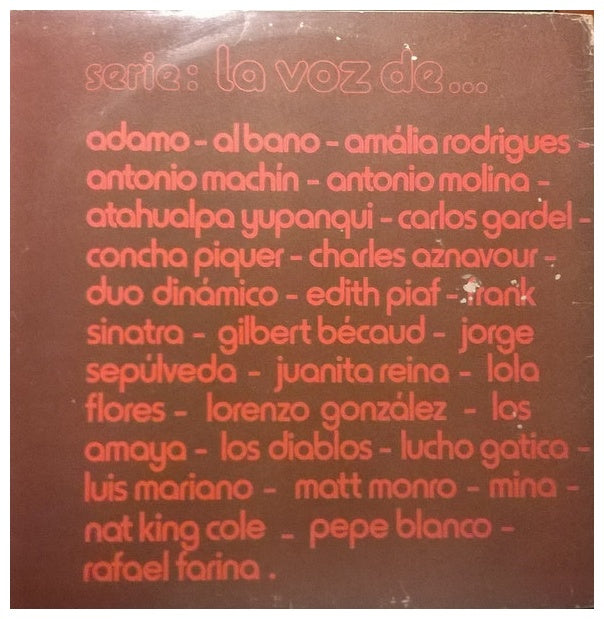 serie: la voz de...
adamo - al bano - amália rodrigues -
antonio machín - antonio molina -
atahualpa yupanqui - carlos gardel -
concha piquer - charles aznavour -
duo dinámico - edith piaf - frank
sinatra - gilbert bécaud - jorge
sepúlveda - juanita reina - lola
flores - lorenzo gonzález - los
amaya - los diablos - lucho gatica -
luis mariano - matt monro - mina -
nat king cole - pepe blanco -
rafael farina .